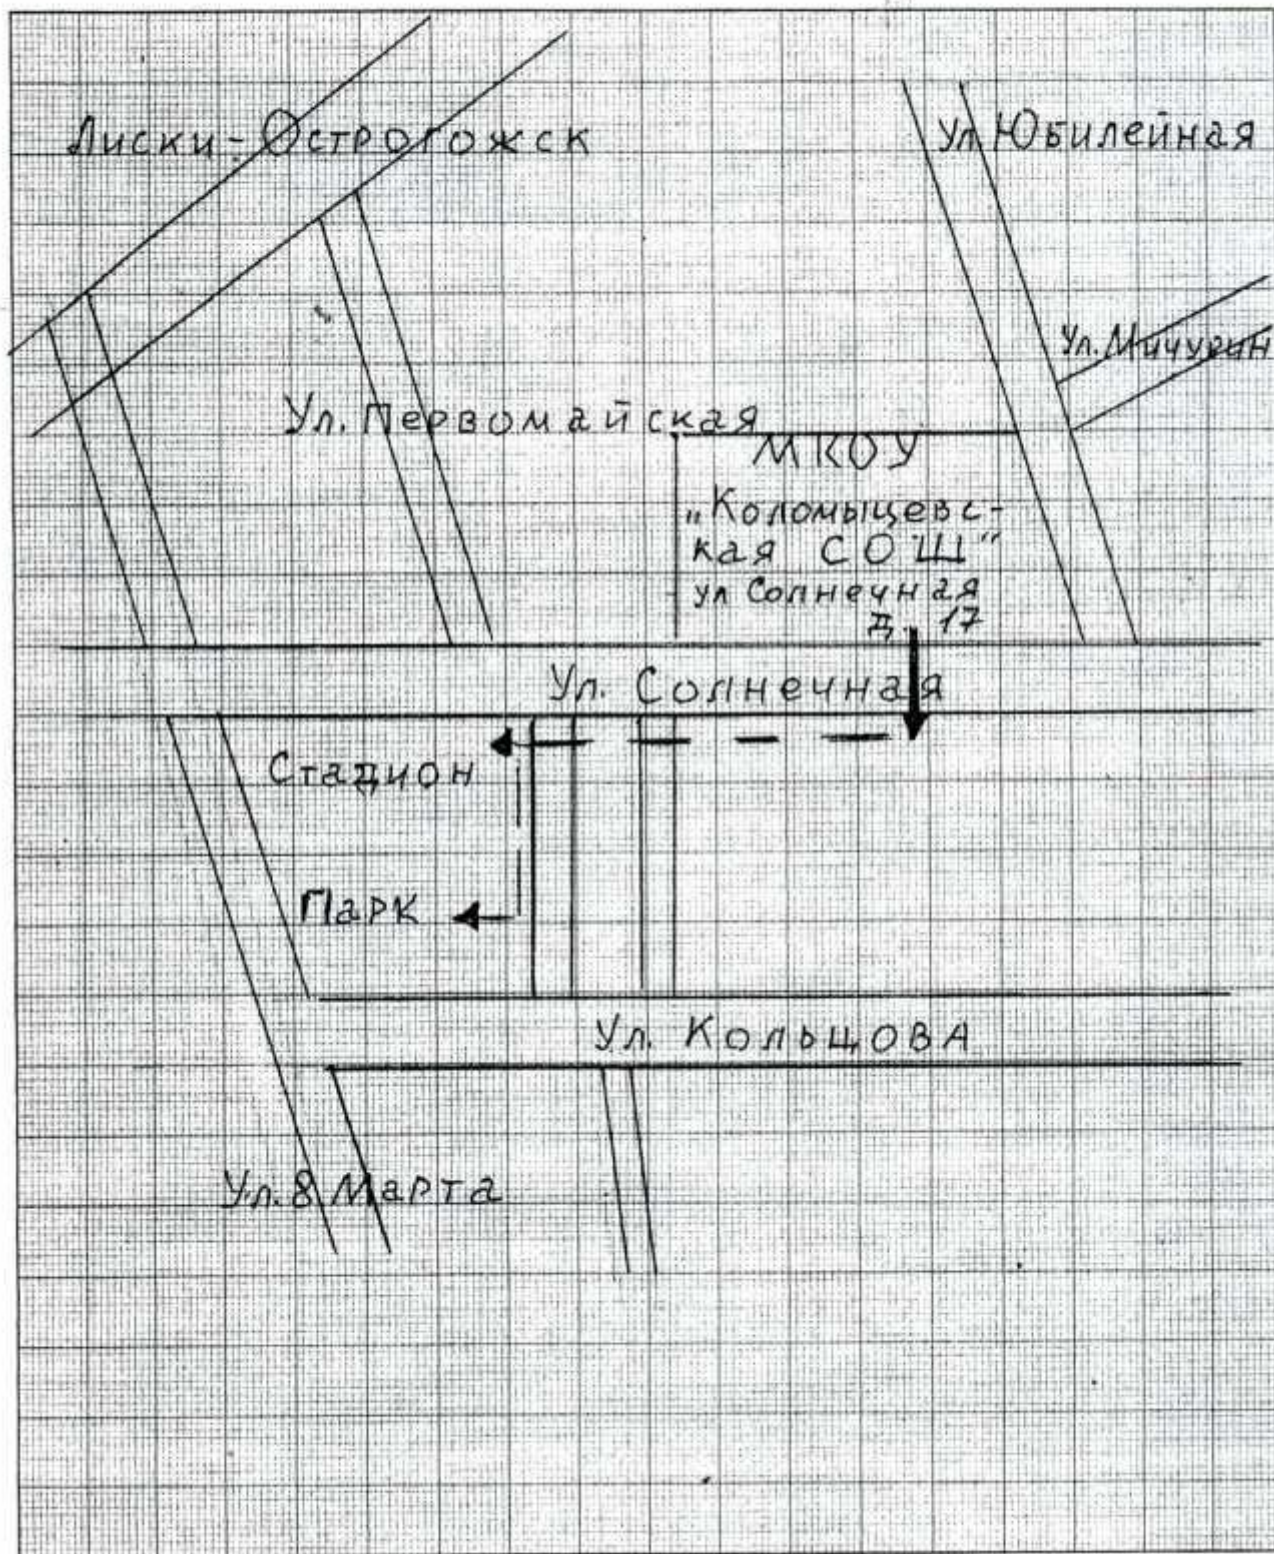 Лиски-Острогожск
Ул.Юбилейная
Ул.Мичурин
Ул.Первомайская
МКОУ
„Коломыцевс-
кая СОШ"
ул Солнечная
д. 17
Ул. Солнечная
Стадион
Парк
Ул. Кольцова
Ул.8 Марта